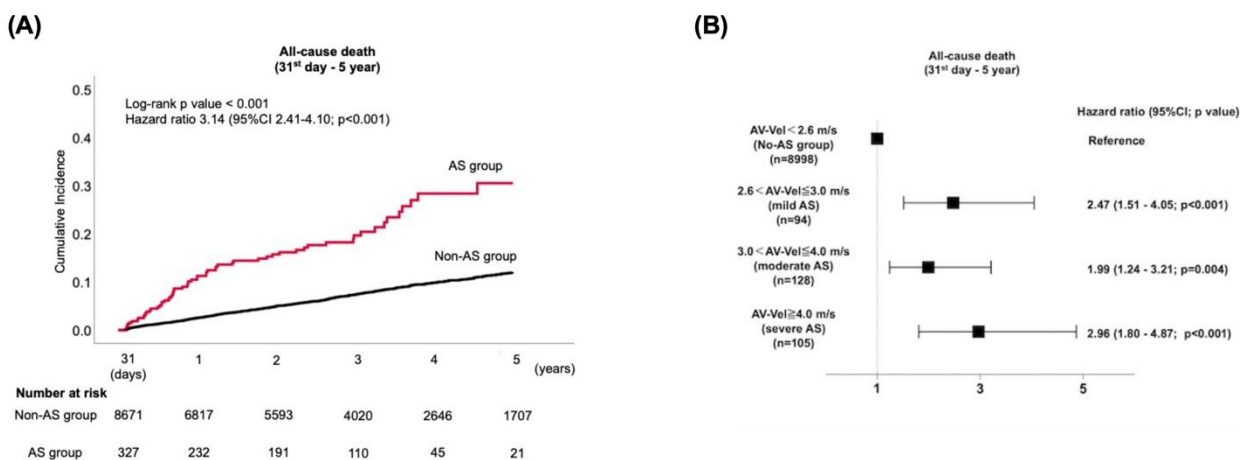 (A)
All-cause death
(31st day - 5 year)
0.5
0.4
0.3
0.2
0.1
0.0
Cumulative Incidence
Log-rank p value < 0.001
Hazard ratio 3.14 (95%CI 2.41-4.10; p<0.001)
AS group
Non-AS group
31 1 2 3 4 5 (years)
(days)
Number at risk
Non-AS group 8671 6817 5593 4020 2646 1707
AS group 327 232 191 110 45 21
(B)
All-cause death
(31st day - 5 year)
Hazard ratio (95%CI; p value)
AV-Vel<2.6 m/s
(No-AS group)
(n=8998)
Reference
2.6<AV-Vel≦3.0 m/s
(mild AS)
(n=94)
2.47 (1.51 - 4.05; p<0.001)
3.0<AV-Vel≦4.0 m/s
(moderate AS)
(n=128)
1.99 (1.24 - 3.21; p=0.004)
AV-Vel≧4.0 m/s
(severe AS)
(n=105)
2.96 (1.80 - 4.87; p<0.001)
1 3 5